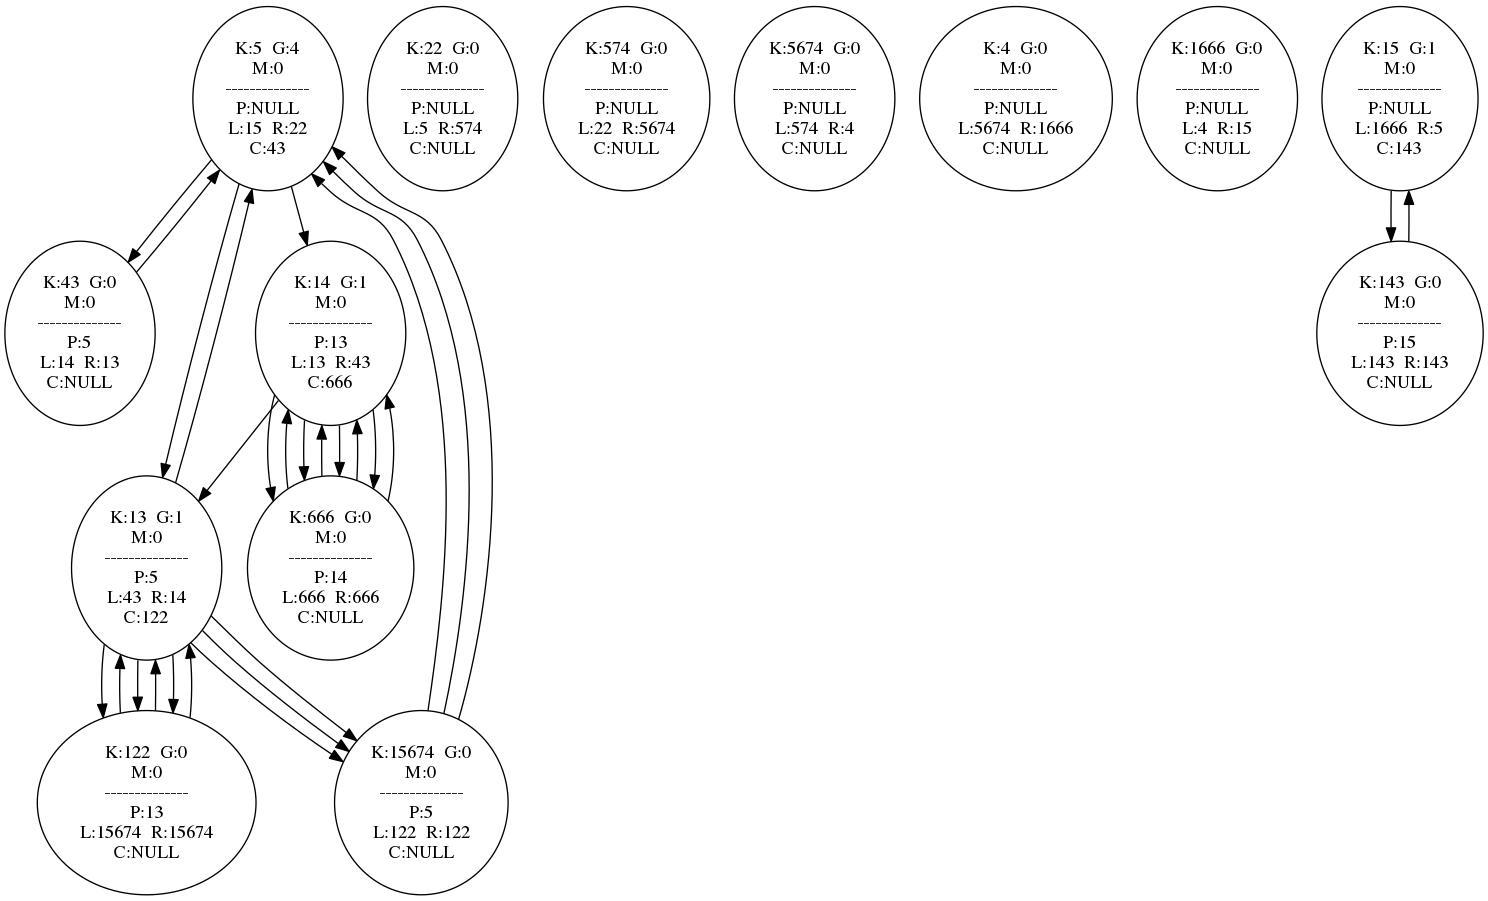 K:5 G:4
M:0
--------------
P:NULL
L:15 R:22
C:43
K:22 G:0
M:0
--------------
P:NULL
L:5 R:574
C:NULL
K:574 G:0
M:0
--------------
P:NULL
L:22 R:5674
C:NULL
K:5674 G:0
M:0
--------------
P:NULL
L:574 R:4
C:NULL
K:4 G:0
M:0
--------------
P:NULL
L:5674 R:1666
C:NULL
K:1666 G:0
M:0
--------------
P:NULL
L:4 R:15
C:NULL
K:15 G:1
M:0
--------------
P:NULL
L:1666 R:5
C:143
K:43 G:0
M:0
--------------
P:5
L:14 R:13
C:NULL
K:14 G:1
M:0
--------------
P:13
L:13 R:43
C:666
K:143 G:0
M:0
--------------
P:15
L:143 R:143
C:NULL
K:13 G:1
M:0
--------------
P:5
L:43 R:14
C:122
K:666 G:0
M:0
--------------
P:14
L:666 R:666
C:NULL
K:122 G:0
M:0
--------------
P:13
L:15674 R:15674
C:NULL
K:15674 G:0
M:0
--------------
P:5
L:122 R:122
C:NULL